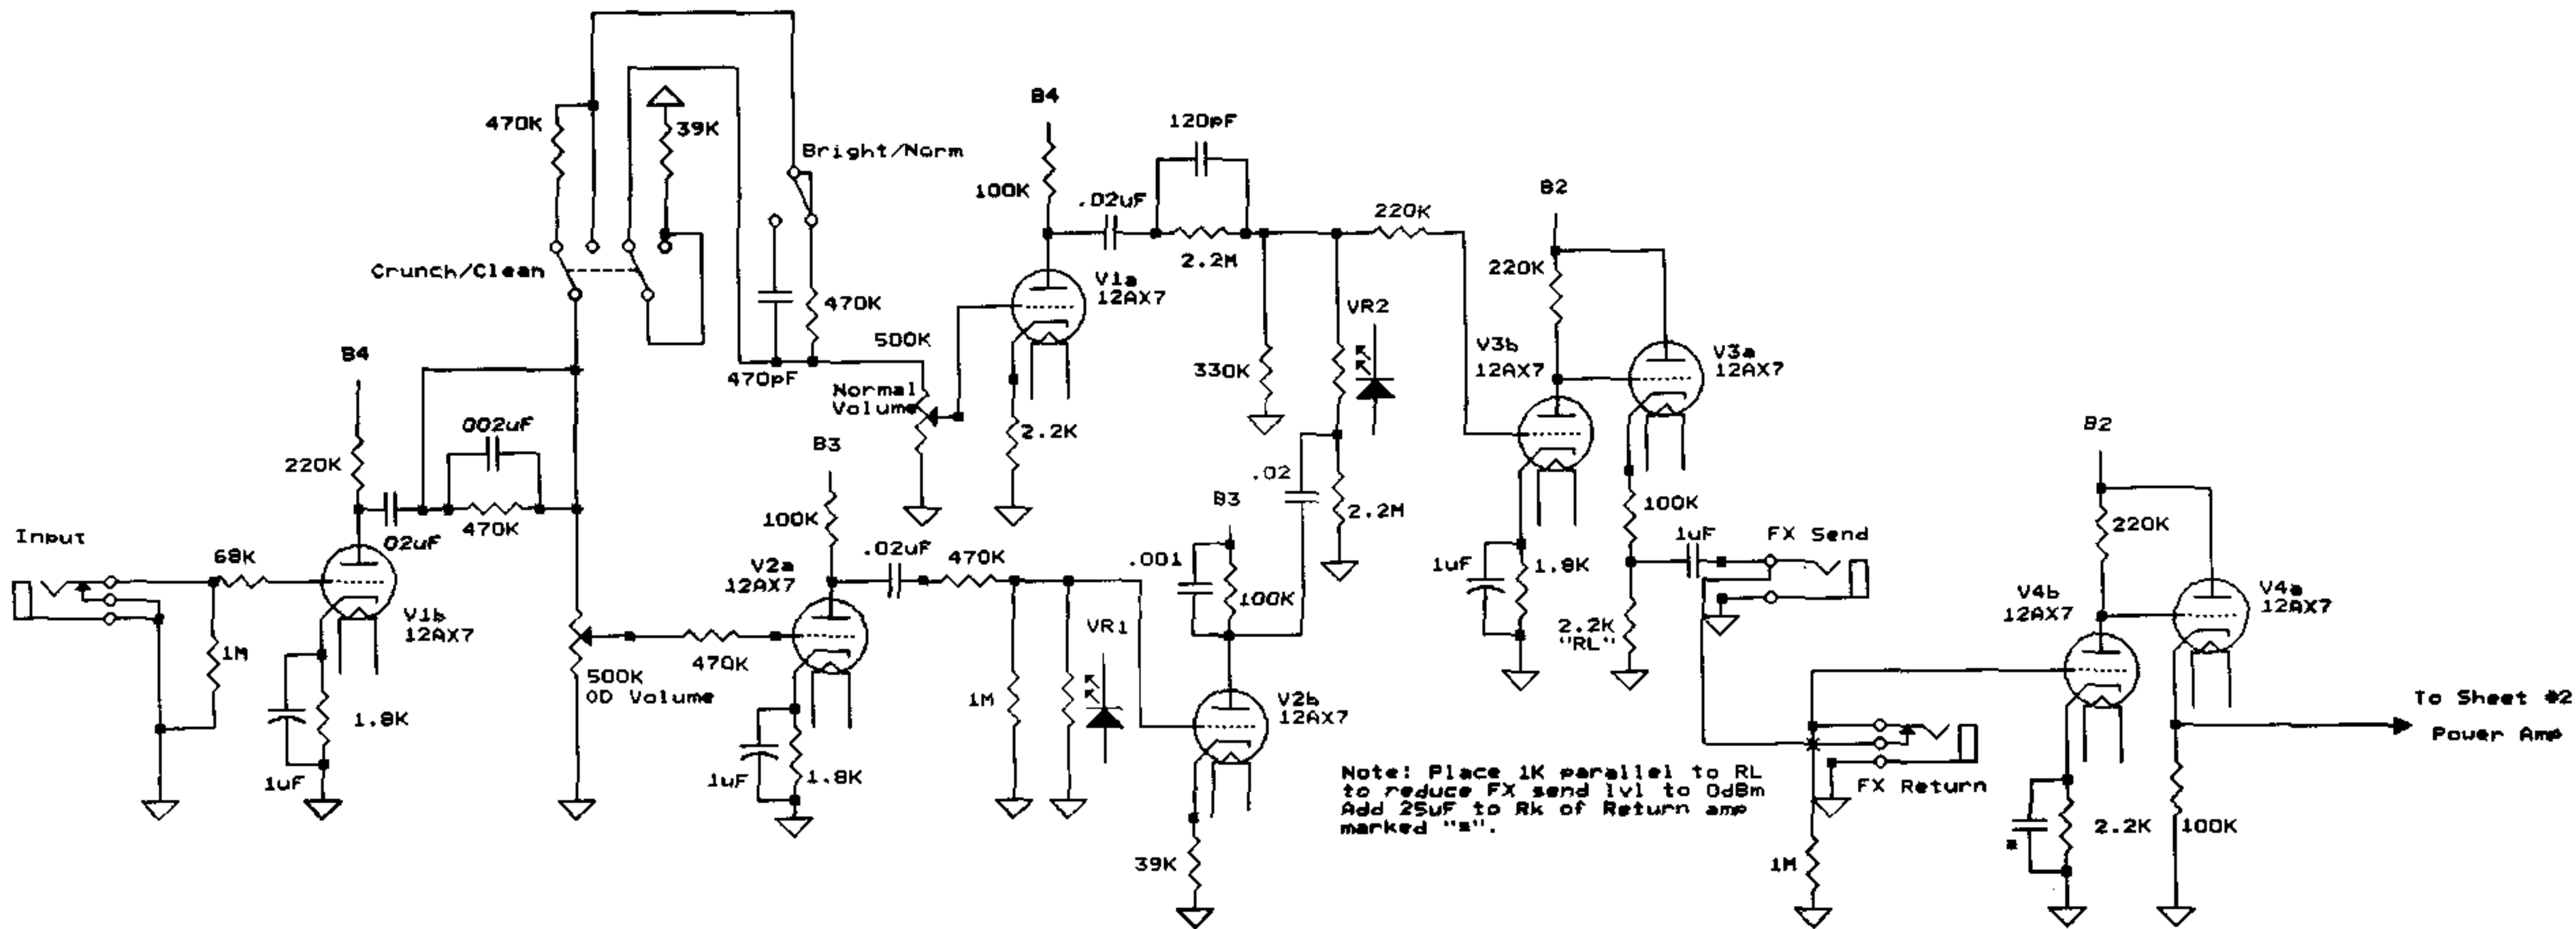 470K
39K
Bright/Norm
Crunch/Clean
470K
470pF
500K
Normal
Volume
B4
100K
.02uF
120pF
2.2M
V1a
12AX7
2.2K
220K
330K
VR2
.02
2.2M
B2
220K
V3b
12AX7
V3a
12AX7
1uF
1.8K
100K
2.2K
"RL"
1uF
FX Send
B4
220K
002uF
02uF
470K
Input
68K
1M
V1b
12AX7
1uF
1.8K
500K
OD Volume
470K
B3
100K
V2a
12AX7
.02uF
470K
1uF
1.8K
1M
VR1
B3
.001
100K
V2b
12AX7
39K
Note: Place 1K parallel to RL
to reduce FX send lvl to 0dBm
Add 25uF to Rk of Return amp
marked "*".
FX Return
1M
B2
220K
V4b
12AX7
V4a
12AX7
*
2.2K
100K
To Sheet #2
Power Amp